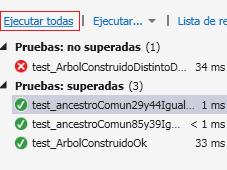 Ejecutar todas | Ejecutar... | Lista de re
Pruebas: no superadas (1)
test_ArbolConstruidoDistintoD... 34 ms
Pruebas: superadas (3)
test_ancestroComun29y44Igual... 1 ms
test_ancestroComun85y39Ig... < 1 ms
test_ArbolConstruidoOk 33 ms